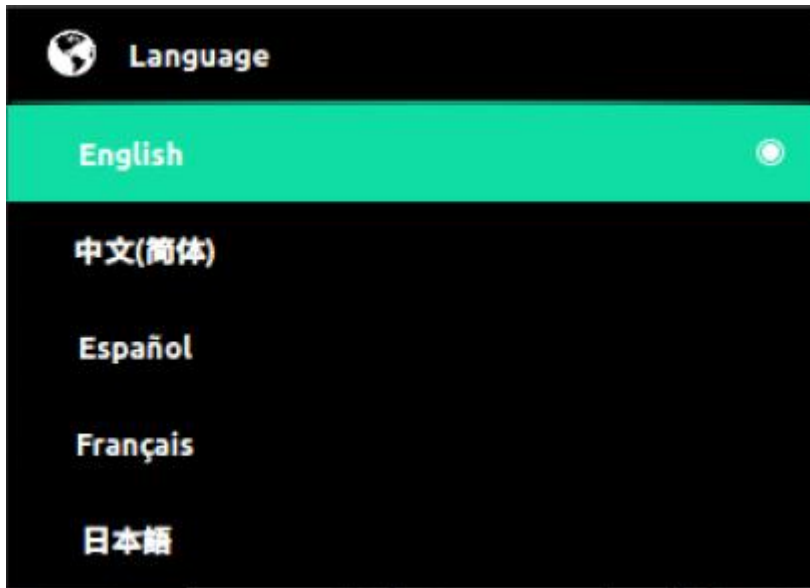 Language
English
中文(简体)
Español
Français
日本語